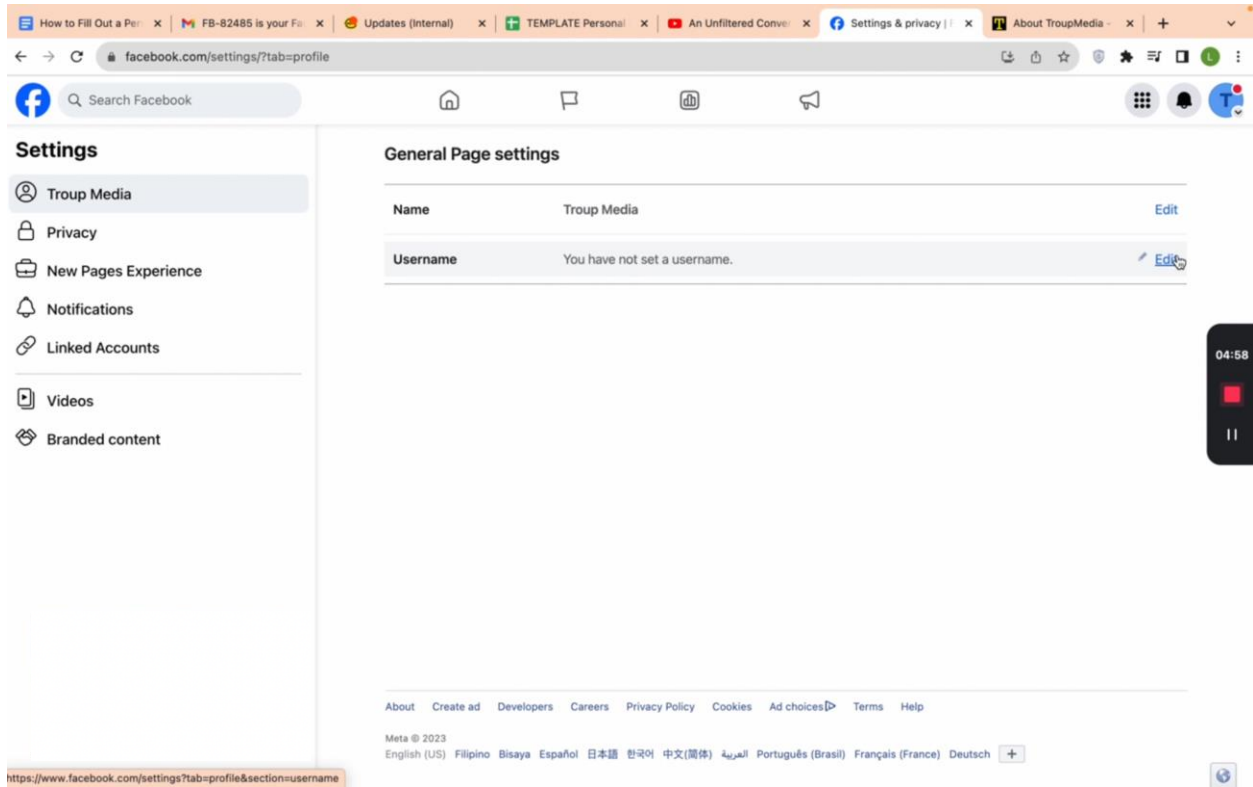 How to Fill Out a Per
FB-82485 is your Fa
Updates (Internal)
TEMPLATE Personal
An Unfiltered Conver
Settings & privacy | F
About TroupMedia -
facebook.com/settings/?tab=profile
L
Search Facebook
T
Settings
Troup Media
Privacy
New Pages Experience
Notifications
Linked Accounts
Videos
Branded content
General Page settings
Name Troup Media Edit
Username You have not set a username. Edit
04:58
About Create ad Developers Careers Privacy Policy Cookies Ad choices Terms Help
Meta © 2023
English (US) Filipino Bisaya Español 日本語 한국어 中文(简体) العربية Português (Brasil) Français (France) Deutsch
https://www.facebook.com/settings?tab=profile&section=username